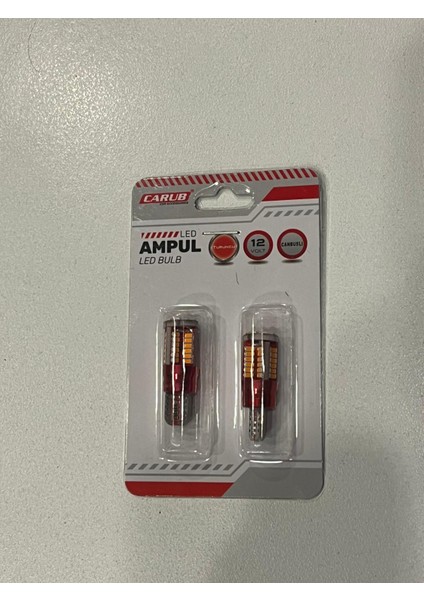 CARUB®
LED
AMPUL
LED BULB
Turuncu
12
VOLT
CANBUSLI